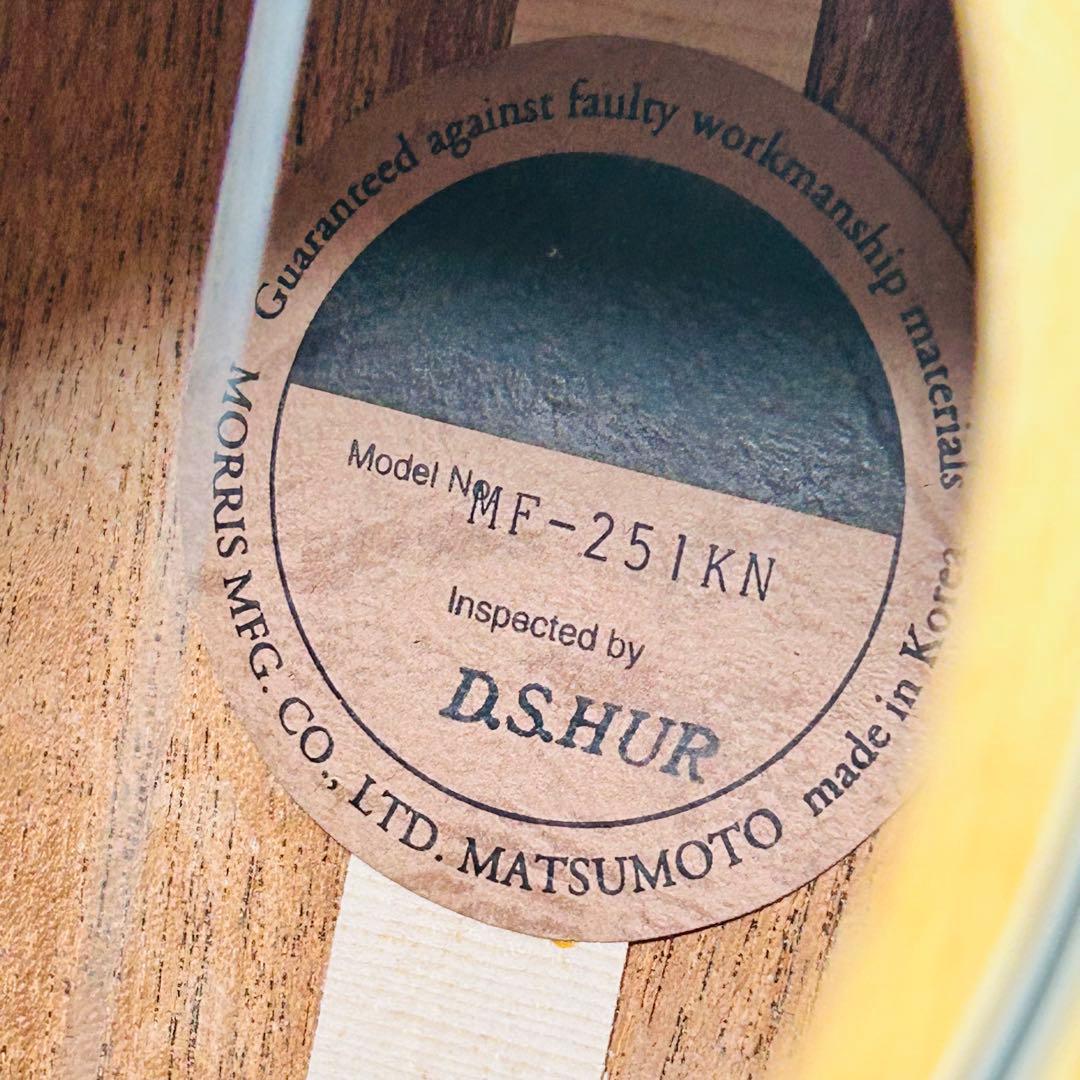 Guaranteed against faulty workmanship materials
Model No. MF-251KN
Inspected by
D.S.HUR
MORRIS MFG. CO., LTD. MATSUMOTO made in Korea